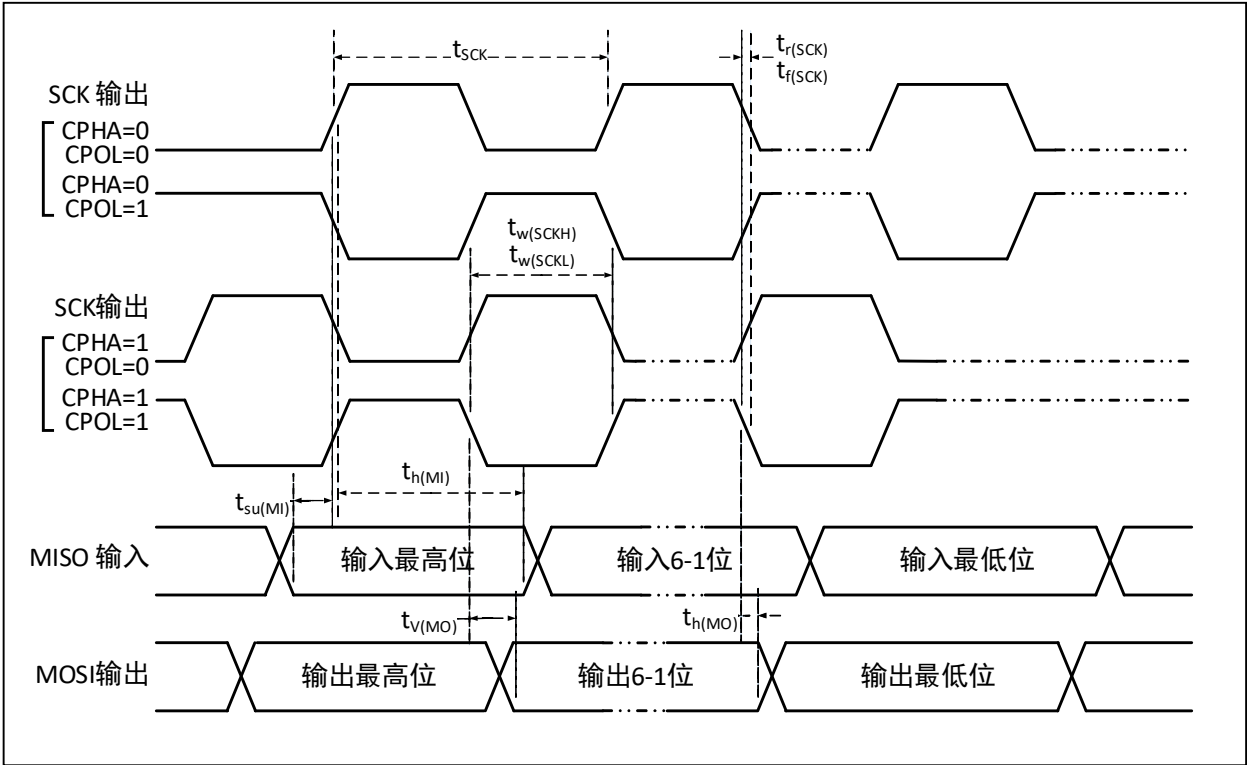 tSCK
tr(SCK)
tf(SCK)
SCK 输出
CPHA=0
CPOL=0
CPHA=0
CPOL=1
tw(SCKH)
tw(SCKL)
SCK输出
CPHA=1
CPOL=0
CPHA=1
CPOL=1
th(MI)
tsu(MI)
MISO 输入
输入最高位
输入6-1位
输入最低位
tV(MO)
th(MO)
MOSI输出
输出最高位
输出6-1位
输出最低位